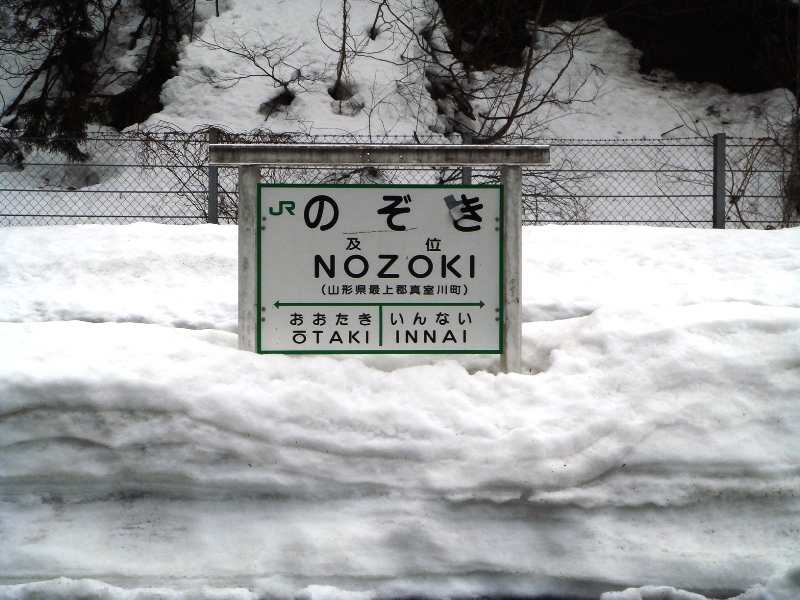 JR のぞき
及位
NOZOKI
(山形県最上郡真室川町)
おおたき いんない
ŌTAKI INNAI